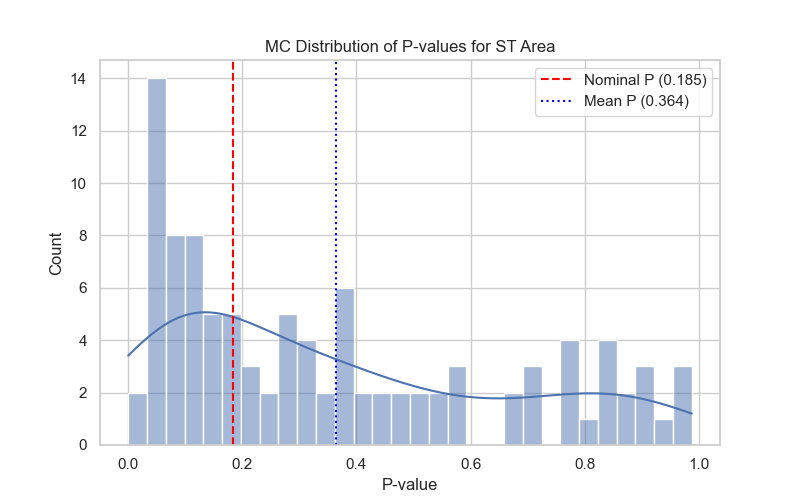 MC Distribution of P-values for ST Area
Nominal P (0.185)
Mean P (0.364)
Count
14
12
10
8
6
4
2
0
0.0 0.2 0.4 0.6 0.8 1.0
P-value